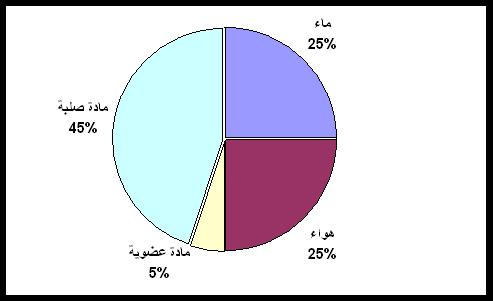 ماء
25%
مادة صلبة
45%
هواء
25%
مادة عضوية
5%